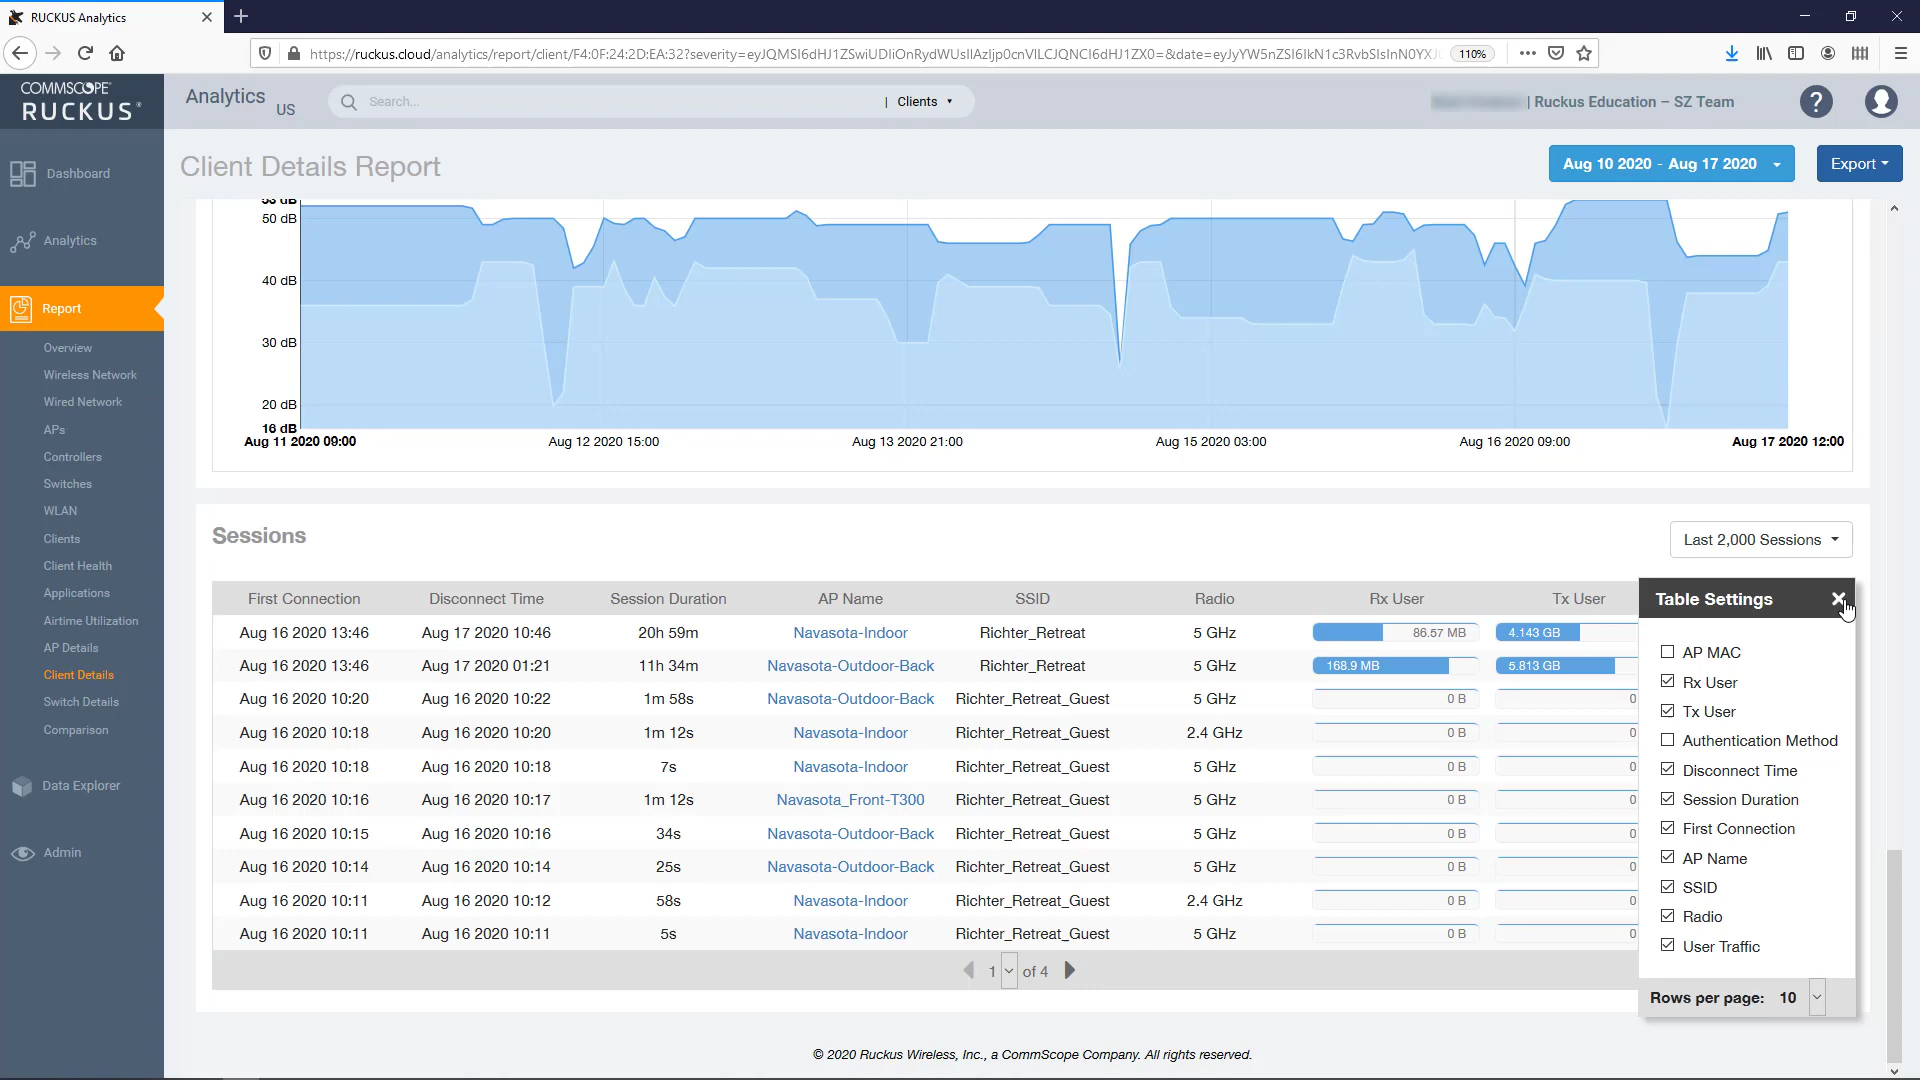 RUCKUS Analytics
https://ruckus.cloud/analytics/report/client/F4:0F:24:2D:EA:32?severity=
110%
COMMSCOPE
RUCKUS
Analytics US
Search...
| Clients
| Ruckus Education – SZ Team
?
Client Details Report
Aug 10 2020 - Aug 17 2020
Export
Dashboard
Analytics
Report
Overview
Wireless Network
Wired Network
APs
Controllers
Switches
WLAN
Clients
Client Health
Applications
Airtime Utilization
AP Details
Client Details
Switch Details
Comparison
Data Explorer
Admin
53 dB
50 dB
40 dB
30 dB
20 dB
16 dB
Aug 11 2020 09:00 Aug 12 2020 15:00 Aug 13 2020 21:00 Aug 15 2020 03:00 Aug 16 2020 09:00 Aug 17 2020 12:00
Sessions
Last 2,000 Sessions
First Connection Disconnect Time Session Duration AP Name SSID Radio Rx User Tx User
Aug 16 2020 13:46 Aug 17 2020 10:46 20h 59m Navasota-Indoor Richter_Retreat 5 GHz 86.57 MB 4.143 GB
Aug 16 2020 13:46 Aug 17 2020 01:21 11h 34m Navasota-Outdoor-Back Richter_Retreat 5 GHz 168.9 MB 5.813 GB
Aug 16 2020 10:20 Aug 16 2020 10:22 1m 58s Navasota-Outdoor-Back Richter_Retreat_Guest 5 GHz 0 B 0
Aug 16 2020 10:18 Aug 16 2020 10:20 1m 12s Navasota-Indoor Richter_Retreat_Guest 2.4 GHz 0 B 0
Aug 16 2020 10:18 Aug 16 2020 10:18 7s Navasota-Indoor Richter_Retreat_Guest 5 GHz 0 B 0
Aug 16 2020 10:16 Aug 16 2020 10:17 1m 12s Navasota_Front-T300 Richter_Retreat_Guest 5 GHz 0 B 0
Aug 16 2020 10:15 Aug 16 2020 10:16 34s Navasota-Outdoor-Back Richter_Retreat_Guest 5 GHz 0 B 0
Aug 16 2020 10:14 Aug 16 2020 10:14 25s Navasota-Outdoor-Back Richter_Retreat_Guest 5 GHz 0 B 0
Aug 16 2020 10:11 Aug 16 2020 10:12 58s Navasota-Indoor Richter_Retreat_Guest 2.4 GHz 0 B 0
Aug 16 2020 10:11 Aug 16 2020 10:11 5s Navasota-Indoor Richter_Retreat_Guest 5 GHz 0 B 0
1 of 4
Table Settings
AP MAC
Rx User
Tx User
Authentication Method
Disconnect Time
Session Duration
First Connection
AP Name
SSID
Radio
User Traffic
Rows per page: 10
© 2020 Ruckus Wireless, Inc., a CommScope Company. All rights reserved.